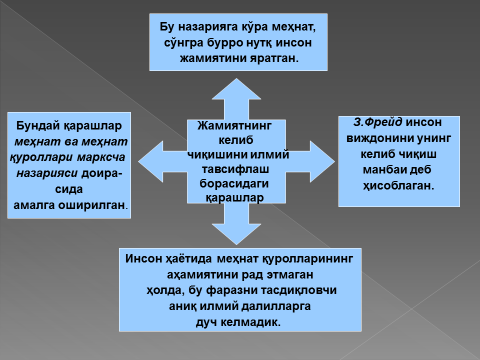 Бу назарияга кўра меҳнат,
сўнгра бурро нутқ инсон
жамиятини яратган.
Бундай қарашлар
меҳнат ва меҳнат
қуроллари марксча
назарияси доира-
сида
амалга оширилган.
Жамиятнинг
келиб
чиқишини илмий
тавсифлаш
борасидаги
қарашлар
З.Фрейд инсон
виждонини унинг
келиб чиқиш
манбаи деб
ҳисоблаган.
Инсон ҳаётида меҳнат қуролларининг
аҳамиятини рад этмаган
ҳолда, бу фаразни тасдиқловчи
аниқ илмий далилларга
дуч келмадик.